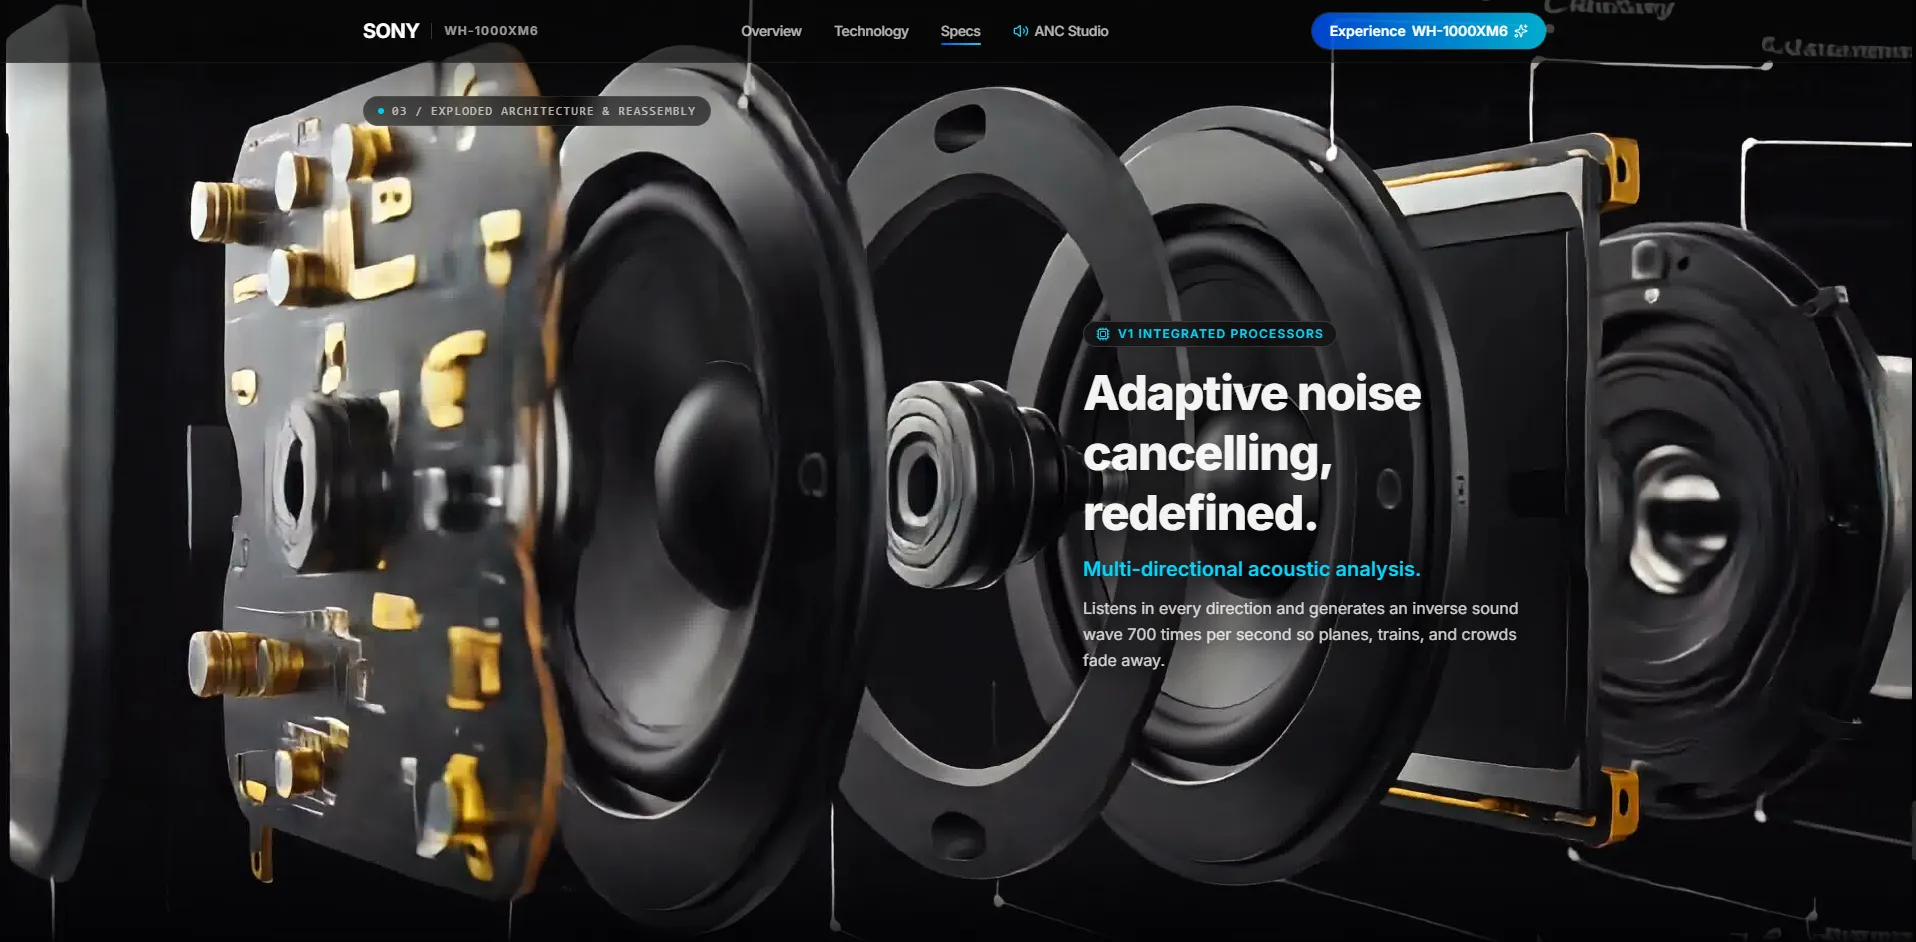 SONY
WH-1000XM6
Overview
Technology
Specs
ANC Studio
Experience WH-1000XM6
03 / EXPLODED ARCHITECTURE & REASSEMBLY
V1 INTEGRATED PROCESSORS
Adaptive noise
cancelling,
redefined.
Multi-directional acoustic analysis.
Listens in every direction and generates an inverse sound
wave 700 times per second so planes, trains, and crowds
fade away.